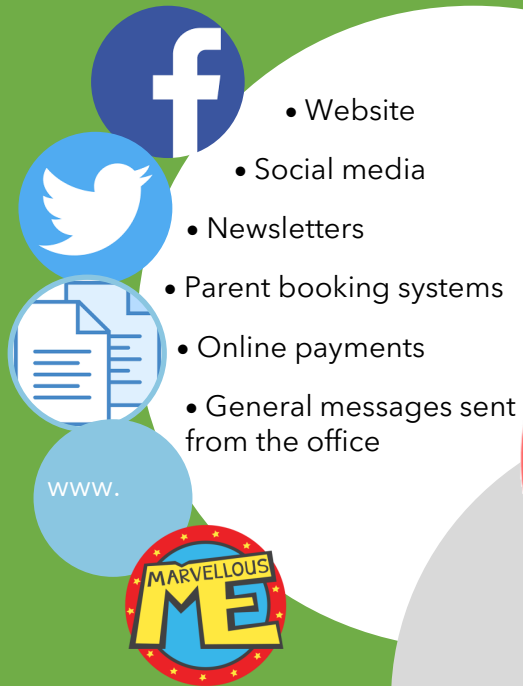 f
• Website
• Social media
• Newsletters
• Parent booking systems
• Online payments
• General messages sent
from the office
www.
MARVELLOUS
ME